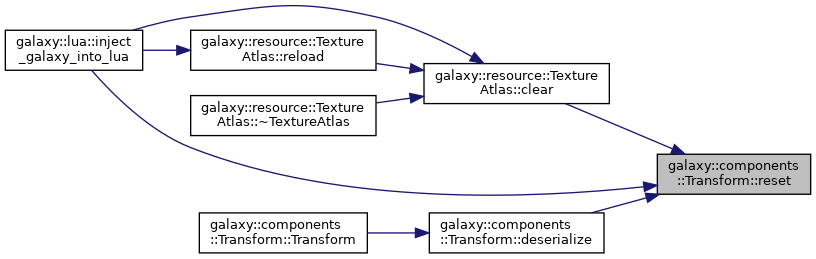 galaxy::lua::inject
_galaxy_into_lua
galaxy::resource::Texture
Atlas::reload
galaxy::resource::Texture
Atlas::~TextureAtlas
galaxy::resource::Texture
Atlas::clear
galaxy::components
::Transform::reset
galaxy::components
::Transform::Transform
galaxy::components
::Transform::deserialize